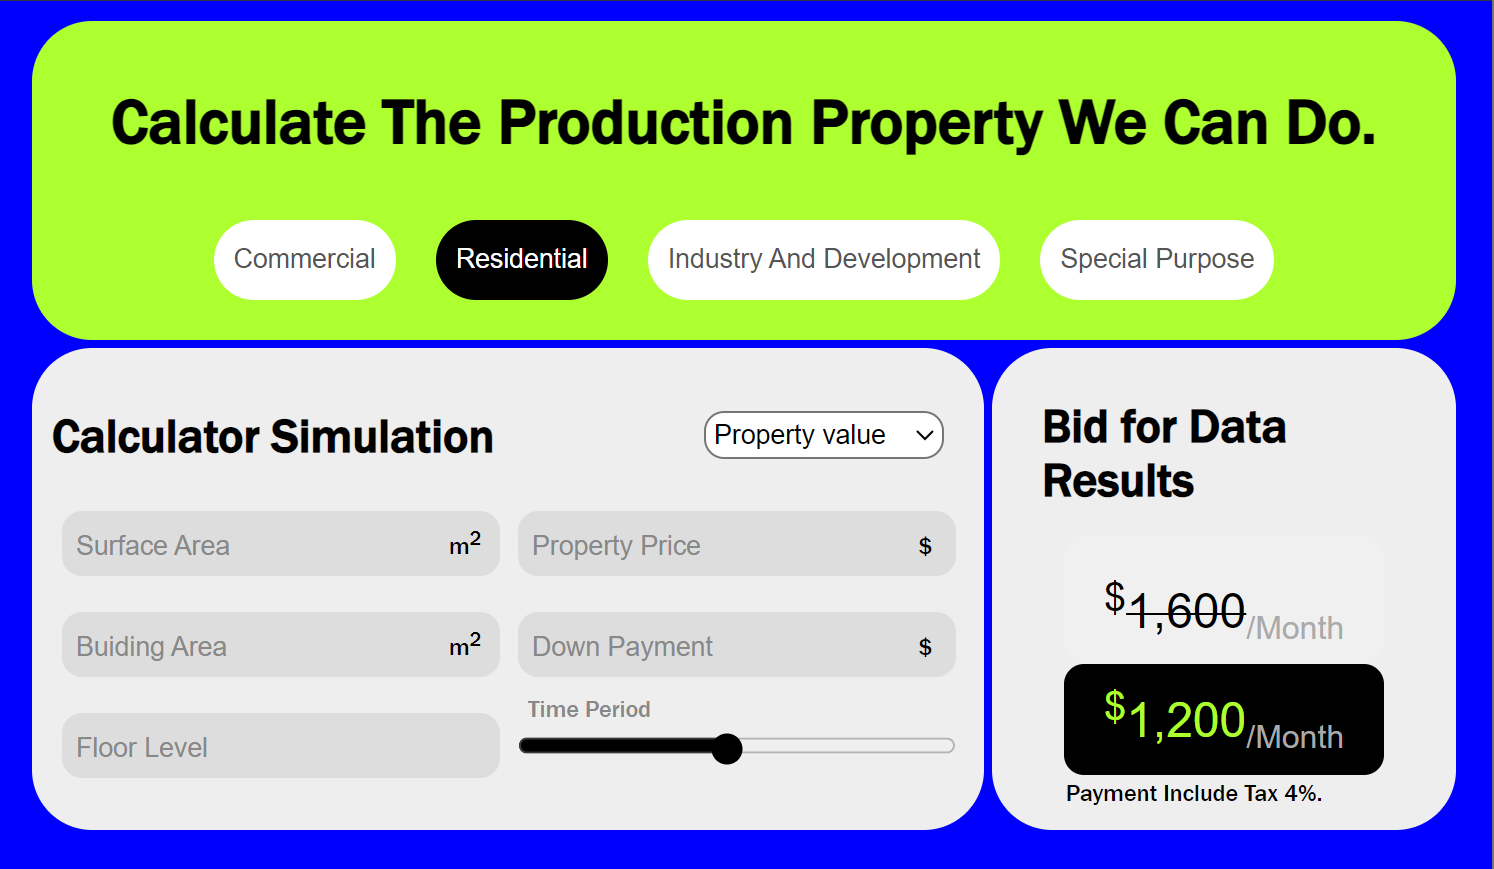 Calculate The Production Property We Can Do.
Commercial
Residential
Industry And Development
Special Purpose
Calculator Simulation
Property value
Surface Area m²
Property Price $
Buiding Area m²
Down Payment $
Floor Level
Time Period
Bid for Data
Results
$1,600/Month
$1,200/Month
Payment Include Tax 4%.